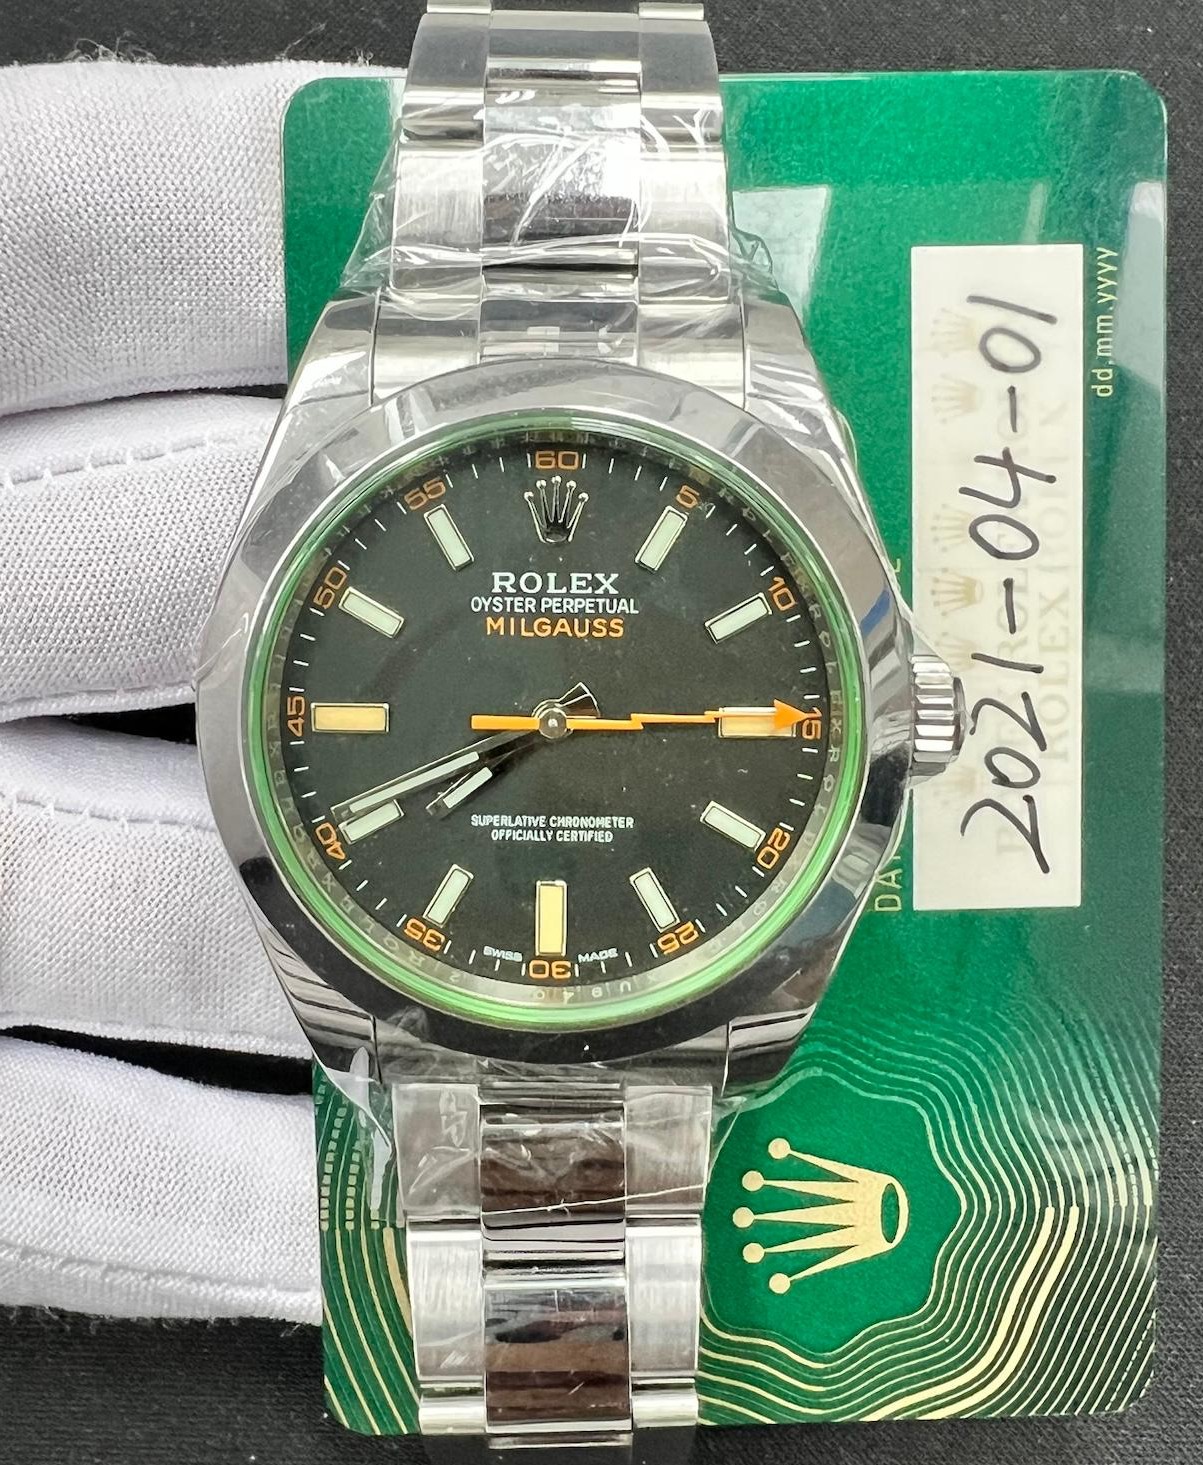 60
5
10
15
20
25
30
35
40
45
50
55
ROLEX
OYSTER PERPETUAL
MILGAUSS
SUPERLATIVE CHRONOMETER
OFFICIALLY CERTIFIED
SWISS MADE
2021-04-01
dd.mm.yyyy